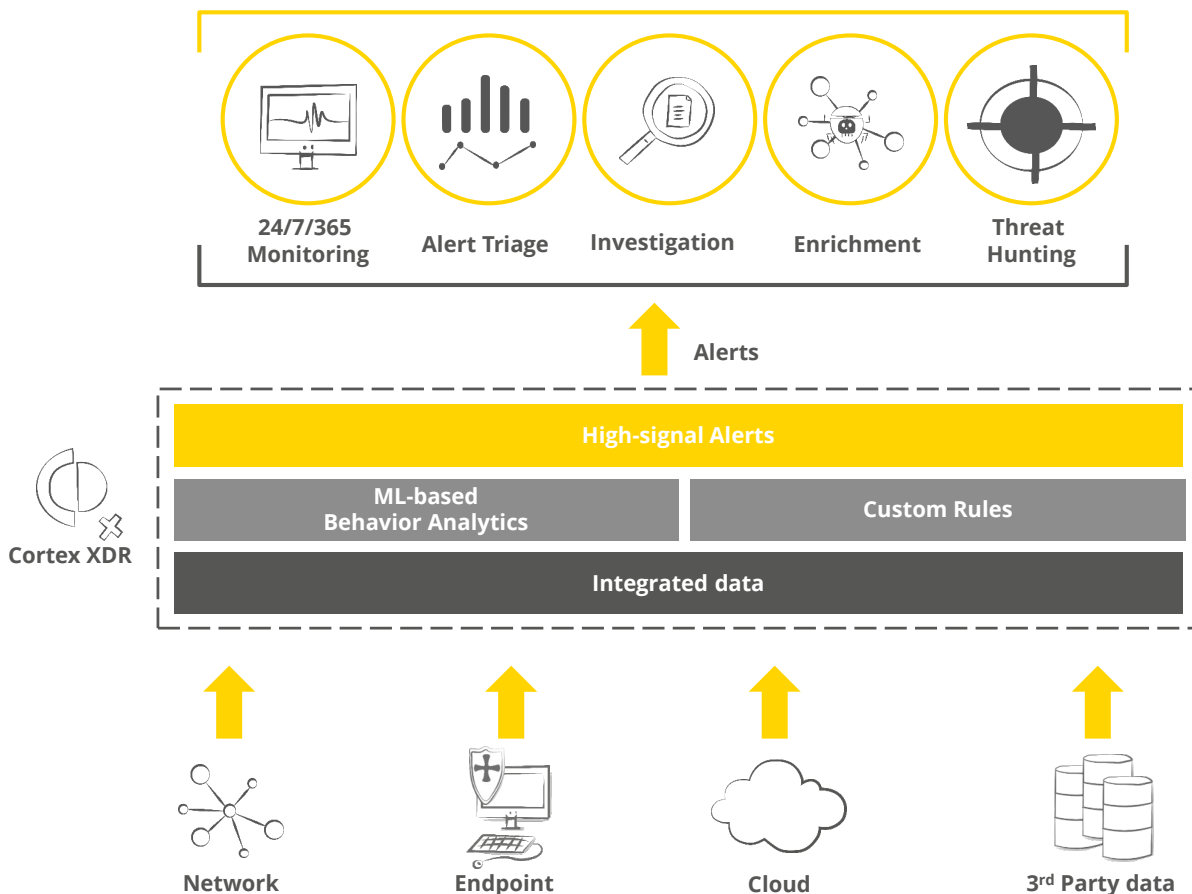 24/7/365
Monitoring
Alert Triage
Investigation
Enrichment
Threat
Hunting
Alerts
High-signal Alerts
ML-based
Behavior Analytics
Custom Rules
Cortex XDR
Integrated data
Network
Endpoint
Cloud
3rd Party data